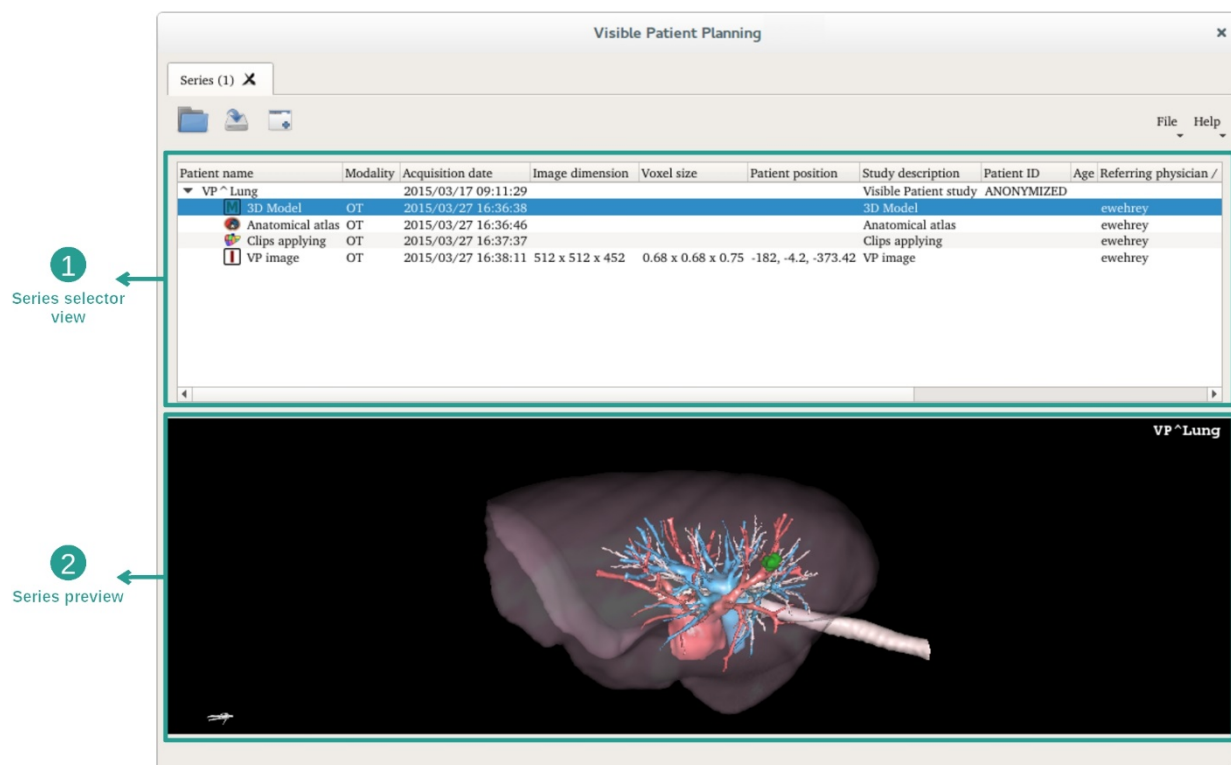 Visible Patient Planning
Series (1)
File Help
Patient name Modality Acquisition date Image dimension Voxel size Patient position Study description Patient ID Age Referring physician /
VP^Lung 2015/03/17 09:11:29 Visible Patient study ANONYMIZED
M 3D Model OT 2015/03/27 16:36:38 3D Model ewehrey
Anatomical atlas OT 2015/03/27 16:36:46 Anatomical atlas ewehrey
Clips applying OT 2015/03/27 16:37:37 Clips applying ewehrey
VP image OT 2015/03/27 16:38:11 512 x 512 x 452 0.68 x 0.68 x 0.75 -182, -4.2, -373.42 VP image ewehrey
1
Series selector
view
VP^Lung
2
Series preview